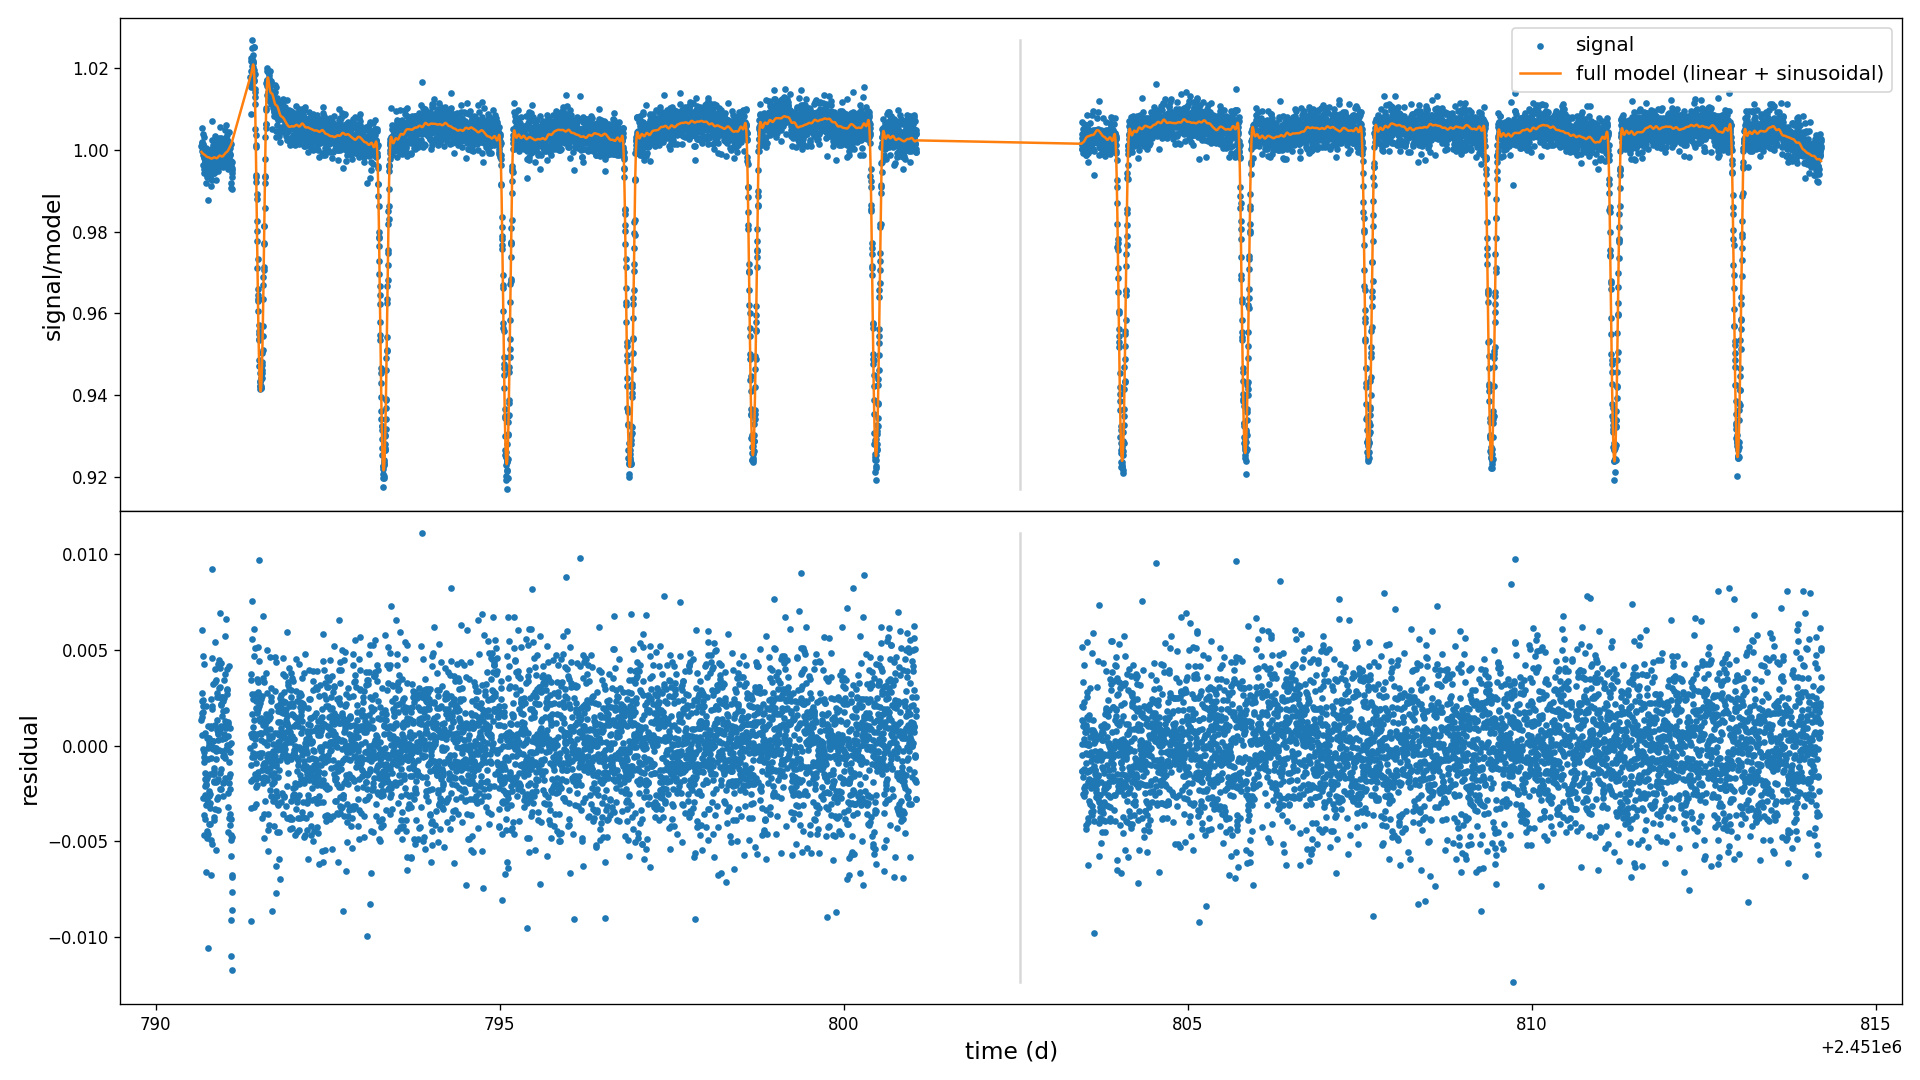 signal
full model (linear + sinusoidal)
signal/model
1.02
1.00
0.98
0.96
0.94
0.92
residual
0.010
0.005
0.000
−0.005
−0.010
790
795
800
805
810
815
+2.451e6
time (d)